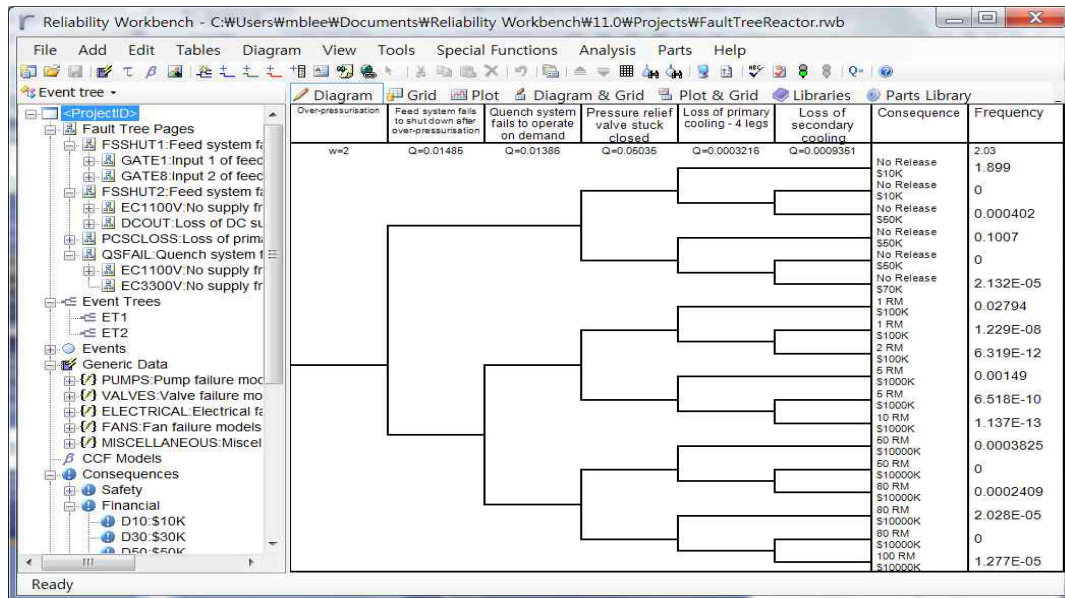 Reliability Workbench - C:₩Users₩mblee₩Documents₩Reliability Workbench₩11.0₩Projects₩FaultTreeReactor.rwb
File Add Edit Tables Diagram View Tools Special Functions Analysis Parts Help
Event tree
Diagram Grid Plot Diagram & Grid Plot & Grid Libraries Parts Library
<ProjectID>
Fault Tree Pages
FSSHUT1:Feed system fa
GATE1:Input 1 of feed
GATE8:Input 2 of feed
FSSHUT2:Feed system fa
EC1100V:No supply fr
DCOUT:Loss of DC su
PCSCLOSS:Loss of prima
QSFAIL:Quench system f
EC1100V:No supply fr
EC3300V:No supply fr
Event Trees
ET1
ET2
Events
Generic Data
PUMPS:Pump failure mod
VALVES:Valve failure mo
ELECTRICAL:Electrical fa
FANS:Fan failure models
MISCELLANEOUS:Miscel
β CCF Models
Consequences
Safety
Financial
D10:$10K
D30:$30K
D50:$50K
Over-pressurisation
Feed system fails
to shut down after
over-pressurisation
Quench system
fails to operate
on demand
Pressure relief
valve stuck
closed
Loss of primary
cooling - 4 legs
Loss of
secondary
cooling
Consequence
Frequency
w=2 Q=0.01485 Q=0.01386 Q=0.05035 Q=0.0003216 Q=0.0009351 2.03
No Release
$10K
1.899
No Release
$10K
0
No Release
$50K
0.000402
No Release
$50K
0.1007
No Release
$50K
0
No Release
$70K
2.132E-05
1 RM
$100K
0.02794
1 RM
$100K
1.229E-08
2 RM
$100K
6.319E-12
5 RM
$1000K
0.00149
5 RM
$1000K
6.518E-10
10 RM
$1000K
1.137E-13
50 RM
$10000K
0.0003825
50 RM
$10000K
0
80 RM
$10000K
0.0002409
80 RM
$10000K
2.028E-05
80 RM
$10000K
0
100 RM
$10000K
1.277E-05
Ready